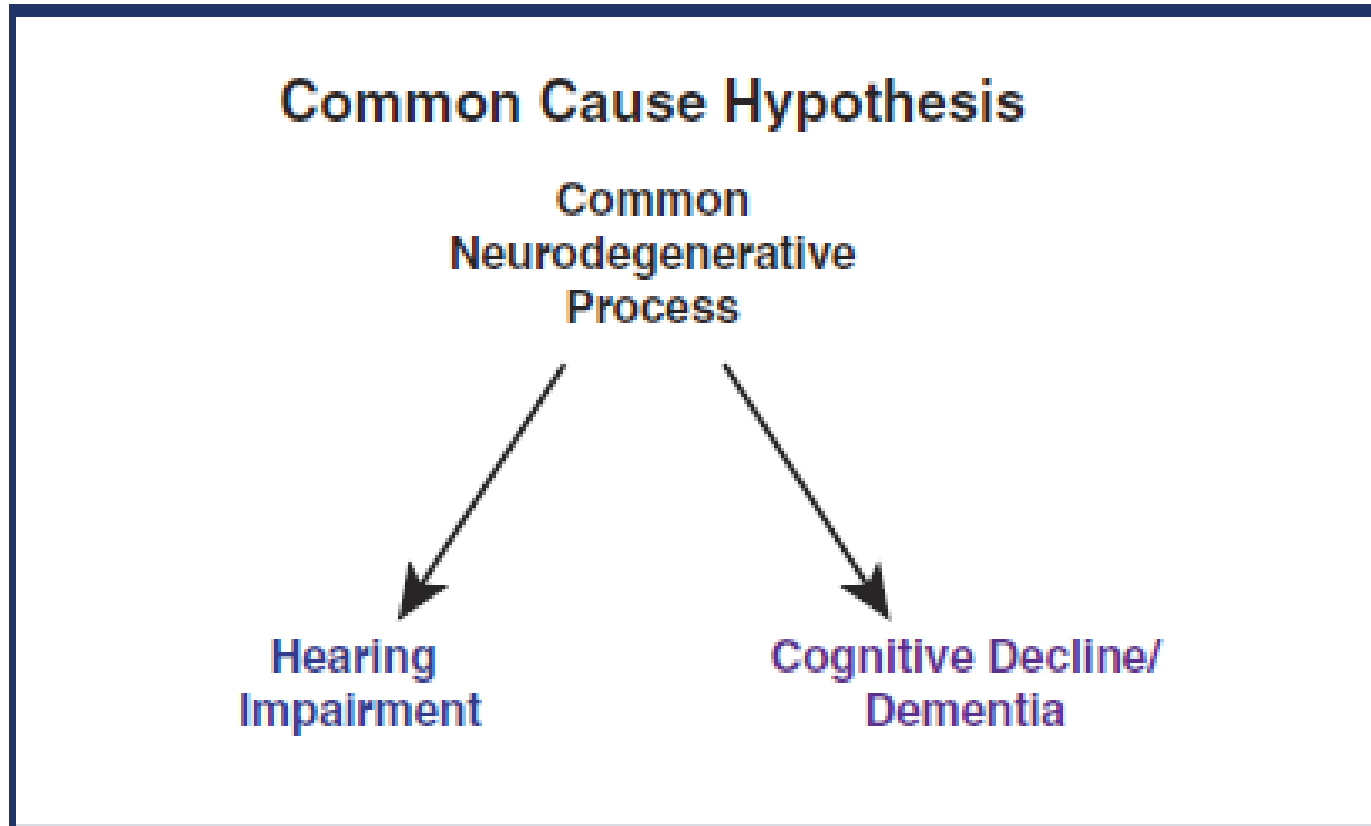 Common Cause Hypothesis
Common
Neurodegenerative
Process
Hearing
Impairment
Cognitive Decline/
Dementia